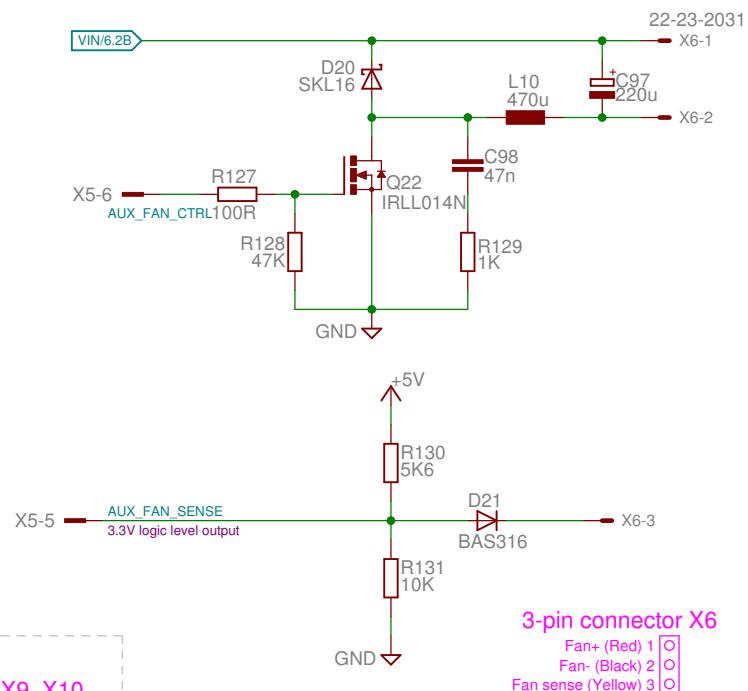 22-23-2031
VIN/6.2B
X6-1
D20
SKL16
L10
470u
+
C97
220u
X6-2
C98
47n
R127
Q22
IRLL014N
X5-6
AUX_FAN_CTRL
100R
R128
47K
R129
1K
GND
+5V
R130
5K6
D21
AUX_FAN_SENSE
X5-5
X6-3
3.3V logic level output
BAS316
R131
10K
3-pin connector X6
Fan+ (Red) 1
GND
Fan- (Black) 2
Fan sense (Yellow) 3
X9, X10